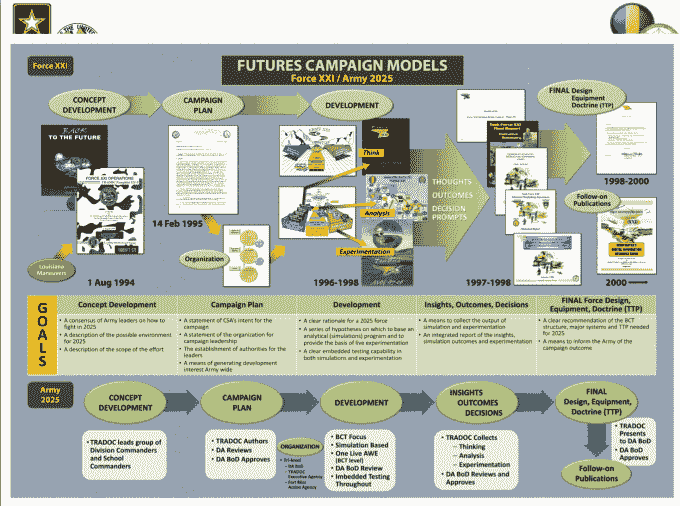 FUTURES CAMPAIGN MODELS
Force XXI / Army 2025
Force XXI
CONCEPT
DEVELOPMENT
CAMPAIGN
PLAN
DEVELOPMENT
FINAL Design
Equipment
Doctrine (TTP)
BACK
TO THE FUTURE
FORCE XXI OPERATIONS
Think
Analysis
Experimentation
THOUGHTS
OUTCOMES
DECISION
PROMPTS
1998-2000
Follow-on
Publications
14 Feb 1995
Organization
Louisiana
Maneuvers
1 Aug 1994
1996-1998
1997-1998
2000
GOALS
Concept Development
• A consensus of Army leaders on how to
fight in 2025
• A description of the possible environment
for 2025
• A description of the scope of the effort
Campaign Plan
• A statement of CSA's intent for the
campaign
• A statement of the organization for
campaign leadership
• The establishment of authorities for the
leaders
• A means of generating development
interest Army wide
Development
• A clear rationale for a 2025 force
• A series of hypotheses on which to base an
analytical (simulations) program and to
provide the basis of live experimentation
• A clear embedded testing capability in
both simulations and experimentation
Insights, Outcomes, Decisions
• A means to collect the output of
simulation and experimentation
• An integrated report of the insights,
simulation outcomes and experimentation
FINAL Force Design,
Equipment, Doctrine (TTP)
• A clear recommendation of the BCT
structure, major systems and TTP needed
for 2025
• A means to inform the Army of the
campaign outcome
Army
2025
CONCEPT
DEVELOPMENT
CAMPAIGN
PLAN
DEVELOPMENT
INSIGHTS
OUTCOMES
DECISIONS
FINAL
Design, Equipment,
Doctrine (TTP)
• TRADOC leads group of
Division Commanders
and School
Commanders
• TRADOC Authors
• DA Reviews
• DA BoD Approves
ORGANIZATION
• Tri-level
– DA BoD
– TRADOC
Executive Agency
– Fort Bliss
Action Agency
• BCT Focus
• Simulation Based
• One Live AWE
(BCT level)
• DA BoD Review
• Imbedded Testing
Throughout
• TRADOC Collects
– Thinking
– Analysis
– Experimentation
• DA BoD Reviews and
Approves
• TRADOC
Presents
to DA BoD
• DA BoD
Approves
Follow-on
Publications